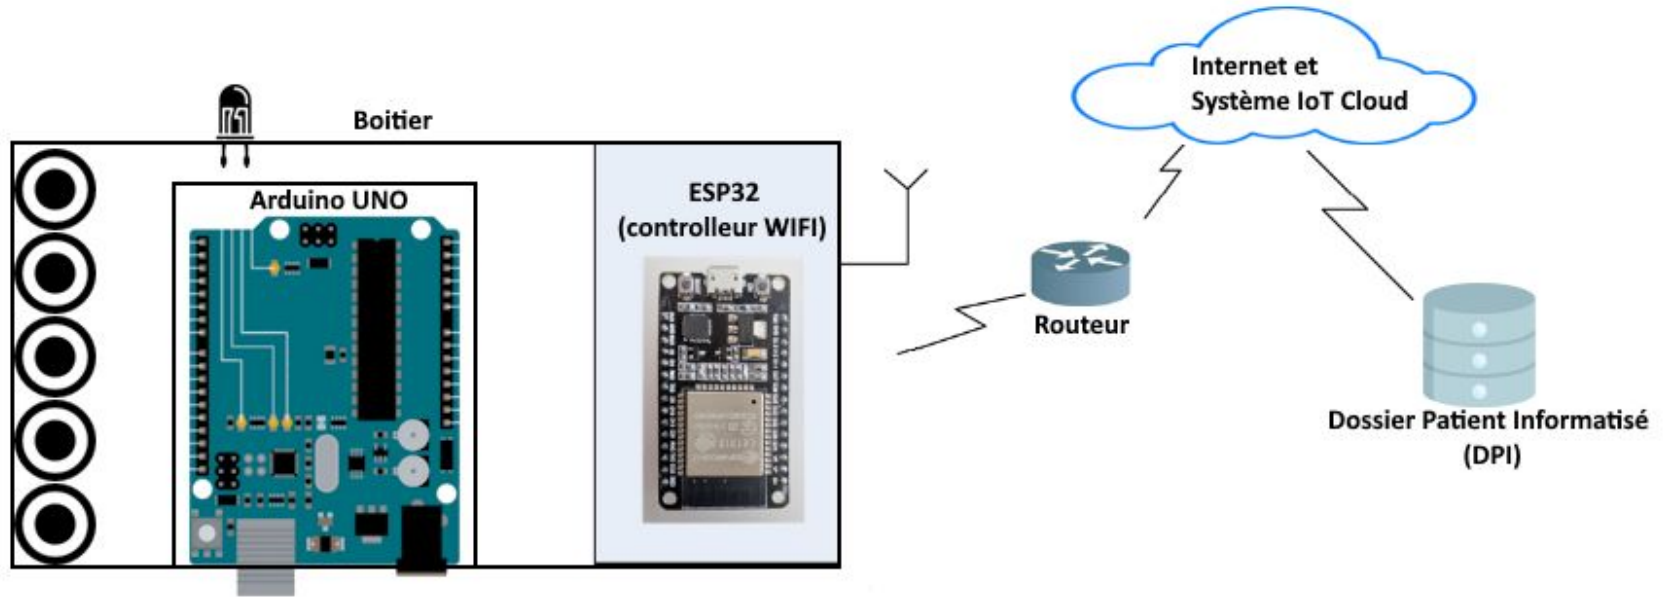 Boitier
Arduino UNO
ESP32
(controlleur WIFI)
Internet et
Système IoT Cloud
Routeur
Dossier Patient Informatisé
(DPI)